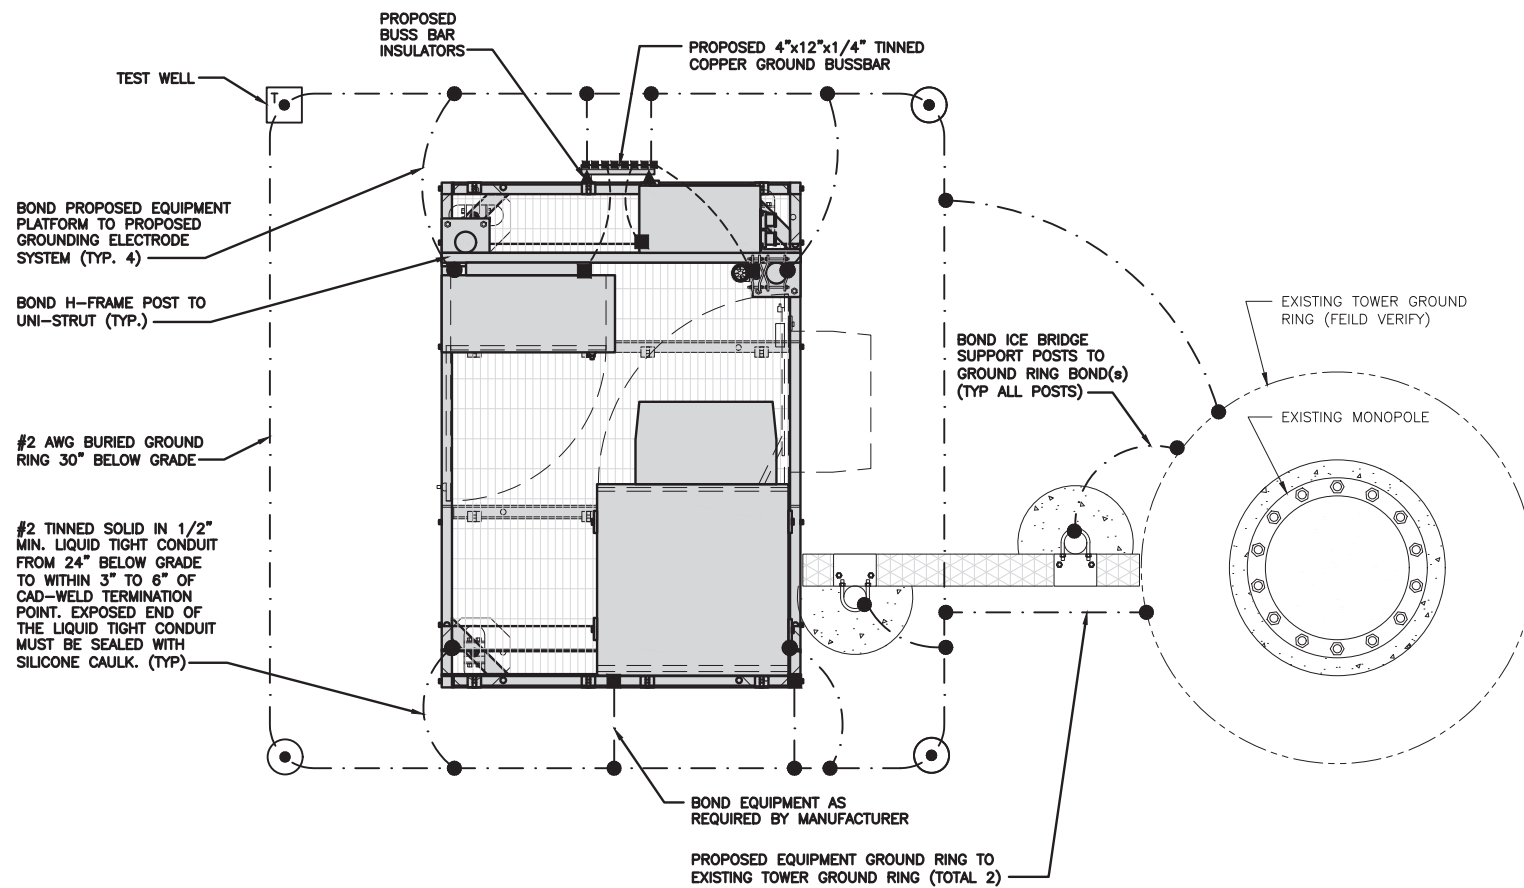 PROPOSED
BUSS BAR
INSULATORS
PROPOSED 4"x12"x1/4" TINNED
COPPER GROUND BUSSBAR
TEST WELL
T
BOND PROPOSED EQUIPMENT
PLATFORM TO PROPOSED
GROUNDING ELECTRODE
SYSTEM (TYP. 4)
BOND H-FRAME POST TO
UNI-STRUT (TYP.)
EXISTING TOWER GROUND
RING (FEILD VERIFY)
BOND ICE BRIDGE
SUPPORT POSTS TO
GROUND RING BOND(s)
(TYP ALL POSTS)
EXISTING MONOPOLE
#2 AWG BURIED GROUND
RING 30" BELOW GRADE
#2 TINNED SOLID IN 1/2"
MIN. LIQUID TIGHT CONDUIT
FROM 24" BELOW GRADE
TO WITHIN 3" TO 6" OF
CAD-WELD TERMINATION
POINT. EXPOSED END OF
THE LIQUID TIGHT CONDUIT
MUST BE SEALED WITH
SILICONE CAULK. (TYP)
BOND EQUIPMENT AS
REQUIRED BY MANUFACTURER
PROPOSED EQUIPMENT GROUND RING TO
EXISTING TOWER GROUND RING (TOTAL 2)